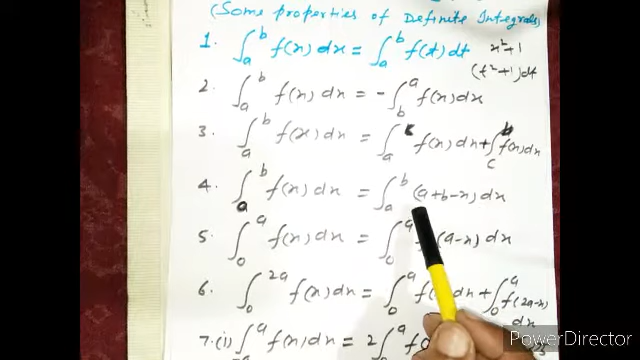 (Some properties of Definite Integrals)
1. ∫_a^b f(x) dx = ∫_a^b f(t) dt x²+1
(t²+1) dt
2. ∫_a^b f(x) dx = - ∫_b^a f(x) dx
3. ∫_a^b f(x) dx = ∫_a^c f(x) dx + ∫_c^b f(x) dx
4. ∫_a^b f(x) dx = ∫_a^b (a+b-x) dx
5. ∫_0^a f(x) dx = ∫_0^a f(a-x) dx
6. ∫_0^{2a} f(x) dx = ∫_0^a f( dx + ∫_0^a f(2a-x)
dx
7. (i) ∫_{-a}^a f(x) dx = 2 ∫_0^a f